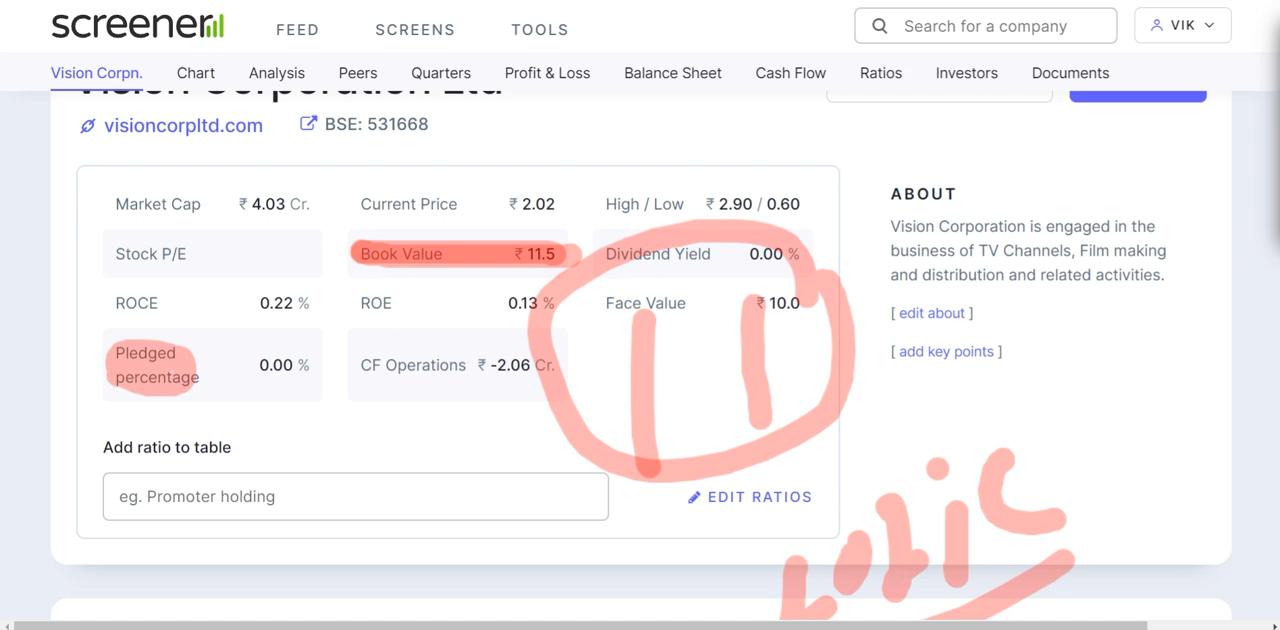 screener
FEED SCREENS TOOLS
Search for a company
VIK
Vision Corpn. Chart Analysis Peers Quarters Profit & Loss Balance Sheet Cash Flow Ratios Investors Documents
Vision Corporation Ltd
visioncorpltd.com BSE: 531668
Market Cap ₹ 4.03 Cr. Current Price ₹ 2.02 High / Low ₹ 2.90 / 0.60
Stock P/E Book Value ₹ 11.5 Dividend Yield 0.00 %
ROCE 0.22 % ROE 0.13 % Face Value ₹ 10.0
Pledged percentage 0.00 % CF Operations ₹ -2.06 Cr.
Add ratio to table
eg. Promoter holding
EDIT RATIOS
ABOUT
Vision Corporation is engaged in the
business of TV Channels, Film making
and distribution and related activities.
[ edit about ]
[ add key points ]
11
Logic